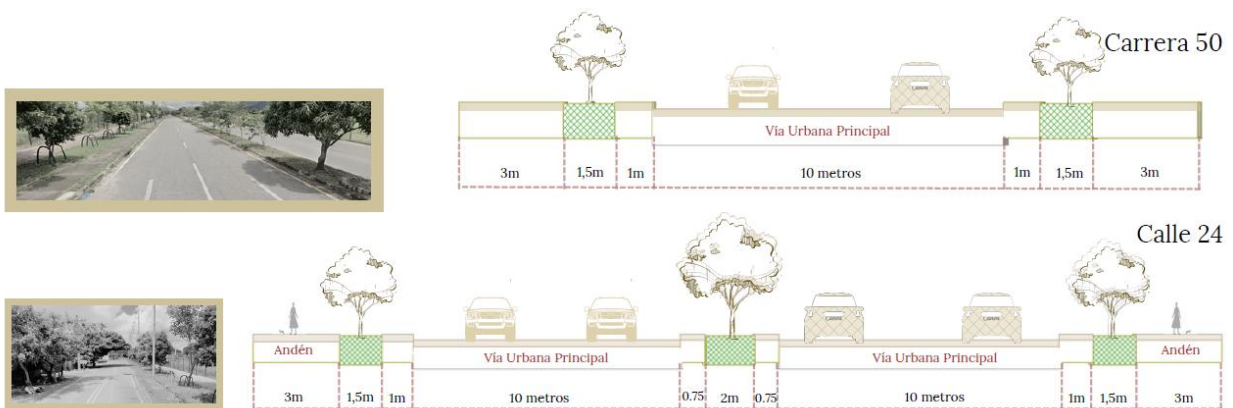 Carrera 50
Vía Urbana Principal
3m 1,5m 1m 10 metros 1m 1,5m 3m
Calle 24
Andén Vía Urbana Principal Vía Urbana Principal Andén
3m 1,5m 1m 10 metros 0.75 2m 0.75 10 metros 1m 1,5m 3m